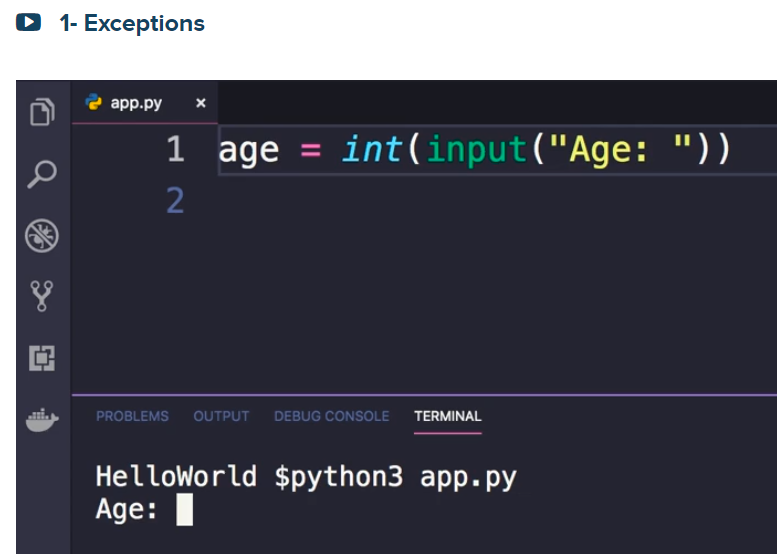 1- Exceptions
app.py ×
1 age = int(input("Age: "))
2
PROBLEMS OUTPUT DEBUG CONSOLE TERMINAL
HelloWorld $python3 app.py
Age: